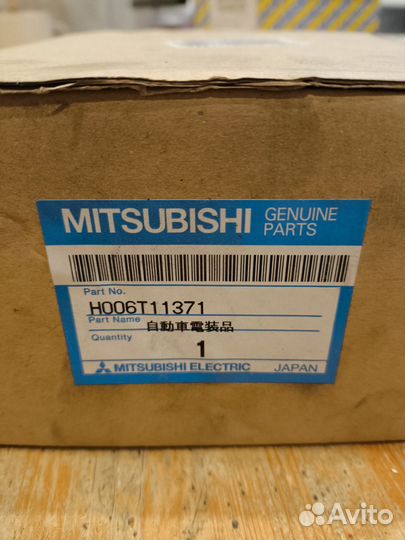 MITSUBISHI GENUINE PARTS
Part No.
H006T11371
Part Name 自動車電装品
Quantity
1
MITSUBISHI ELECTRIC JAPAN
Avito